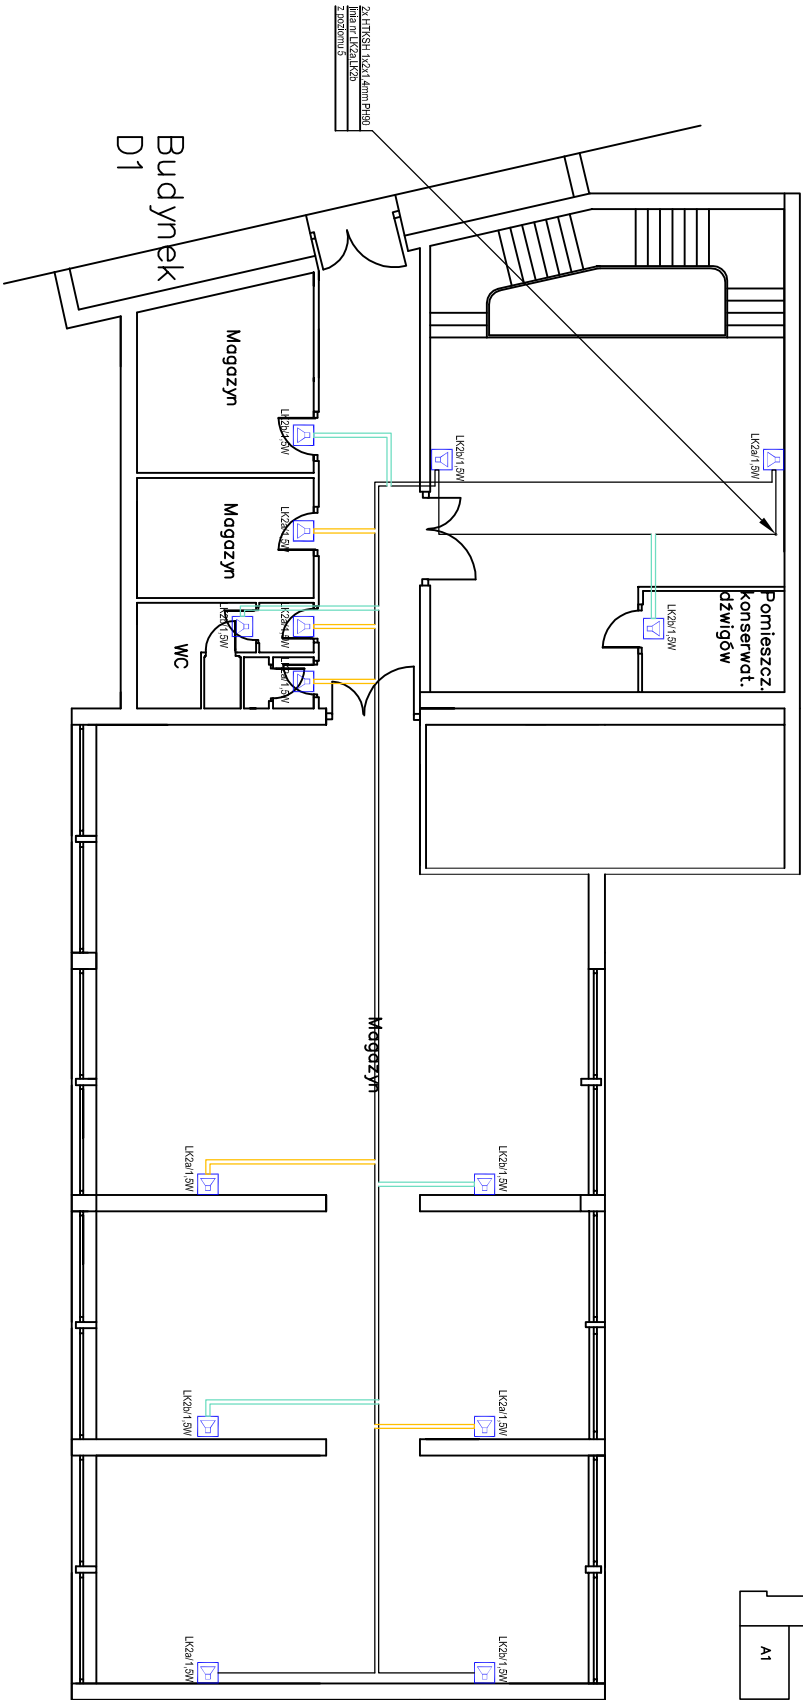 2x HTKSH 1x2x1,4mm PH90
linia nr LK2a,LK2b
z poziomu 5
Budynek
D1
Magazyn
LK2b/1,5W
LK2b/1,5W
LK2a/1,5W
Magazyn
LK2a/1,5W
Pomieszcz.
konserwat.
dźwigów
LK2b/1,5W
WC
LK2b/1,5W
LK2a/1,5W
LK2a/1,5W
Magazyn
LK2a/1,5W
LK2b/1,5W
LK2b/1,5W
LK2a/1,5W
LK2a/1,5W
LK2b/1,5W
A1